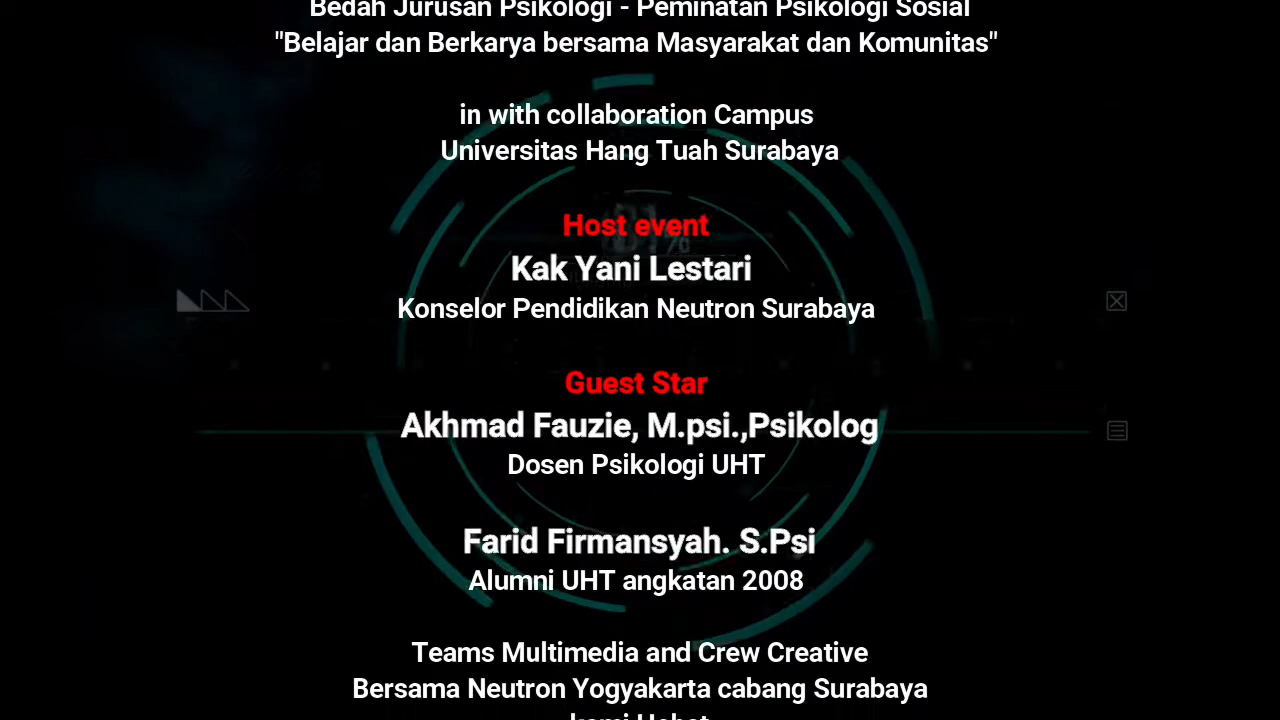 Bedah Jurusan Psikologi - Peminatan Psikologi Sosial
"Belajar dan Berkarya bersama Masyarakat dan Komunitas"
in with collaboration Campus
Universitas Hang Tuah Surabaya
Host event
Kak Yani Lestari
Konselor Pendidikan Neutron Surabaya
Guest Star
Akhmad Fauzie, M.psi.,Psikolog
Dosen Psikologi UHT
Farid Firmansyah. S.Psi
Alumni UHT angkatan 2008
Teams Multimedia and Crew Creative
Bersama Neutron Yogyakarta cabang Surabaya
kami Hebat